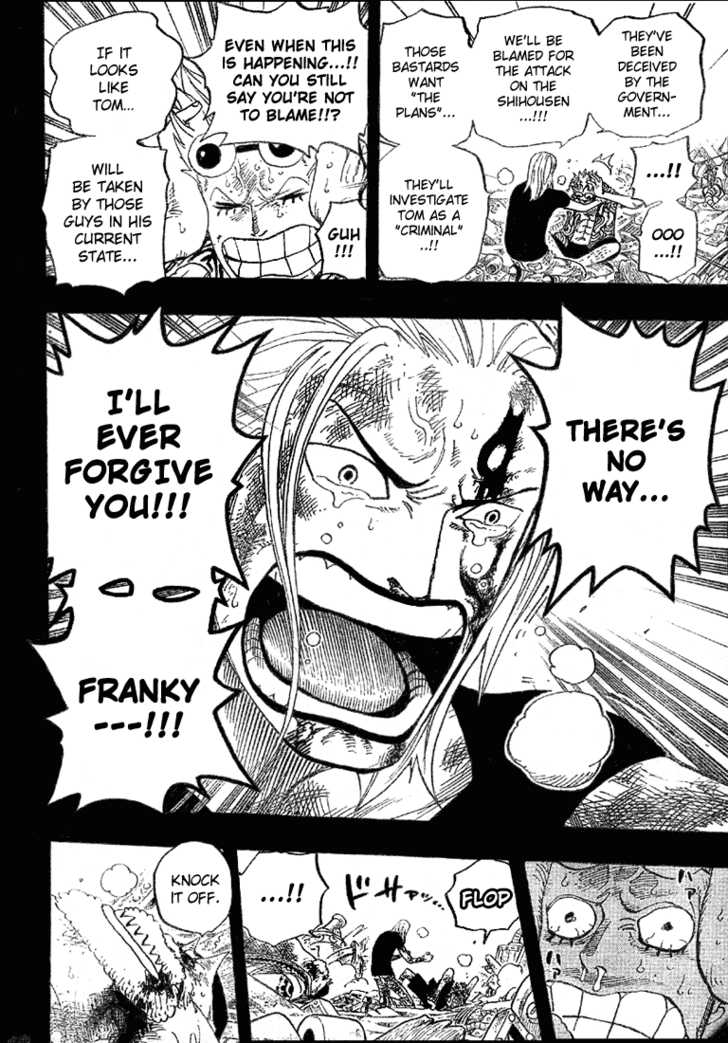 THEY'VE
BEEN
DECEIVED
BY THE
GOVERN-
MENT...
WE'LL BE
BLAMED FOR
THE ATTACK
ON THE
SHIHOUSEN
...!!!
THOSE
BASTARDS
WANT
"THE
PLANS"...
...!!
OOO
...!!
THEY'LL
INVESTIGATE
TOM AS A
"CRIMINAL"
..!!
EVEN WHEN THIS
IS HAPPENING...!!
CAN YOU STILL
SAY YOU'RE NOT
TO BLAME!!?
GUH
!!!
IF IT
LOOKS
LIKE
TOM...
WILL
BE TAKEN
BY THOSE
GUYS IN HIS
CURRENT
STATE...
THERE'S
NO
WAY...
I'LL
EVER
FORGIVE
YOU!!!
FRANKY
---!!!
FLOP
ドサァッ...
...!!
KNOCK
IT OFF.